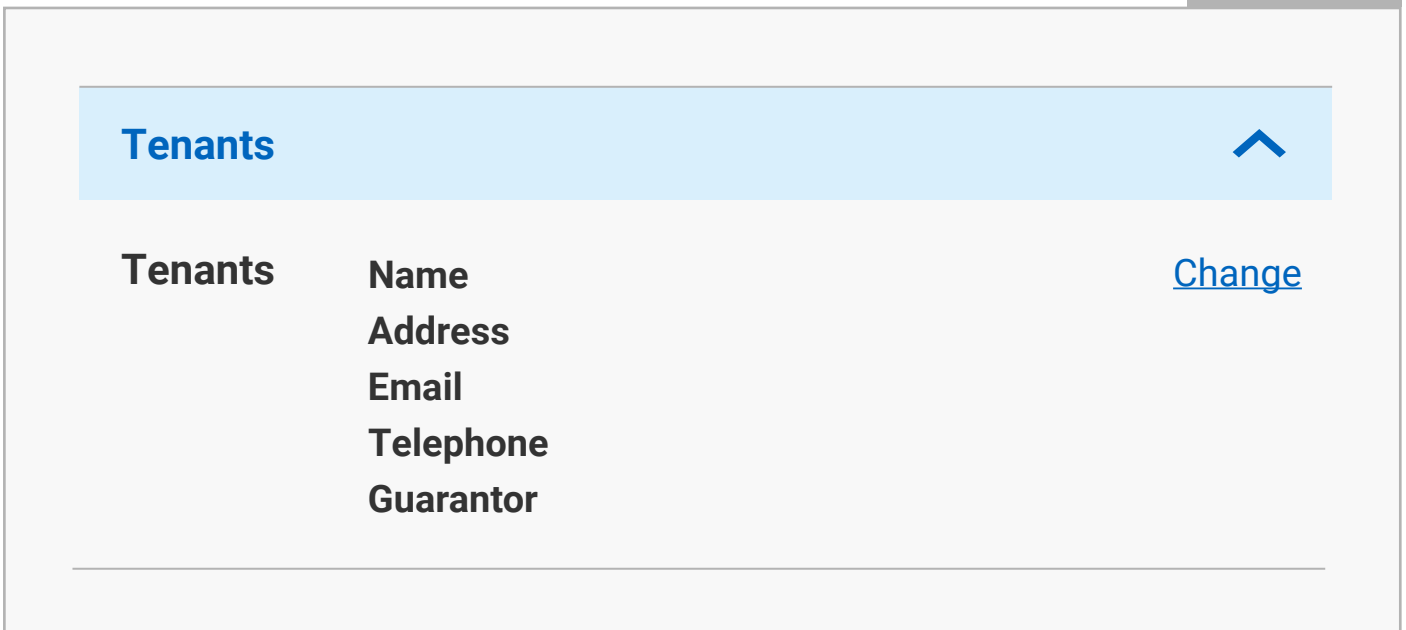 Tenants
Tenants Name Change
Address
Email
Telephone
Guarantor